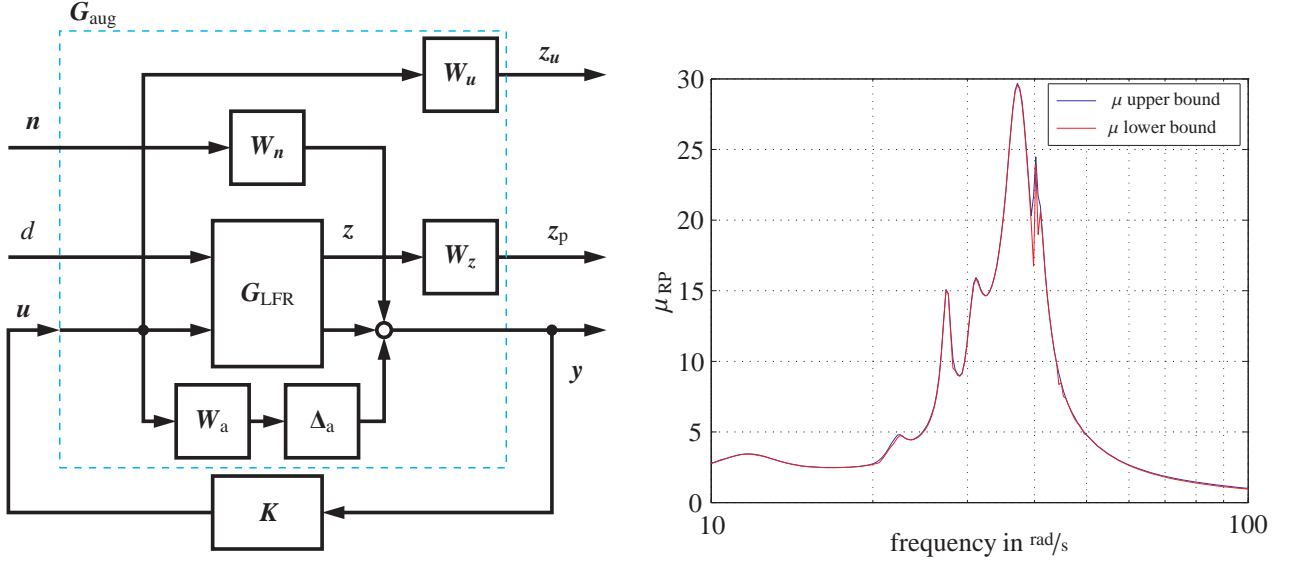 G_aug
W_u
z_u
n
W_n
d
z
W_z
z_p
G_LFR
u
y
W_a
Δ_a
K
μ_RP
30
25
20
15
10
5
0
10
100
frequency in rad/s
μ upper bound
μ lower bound